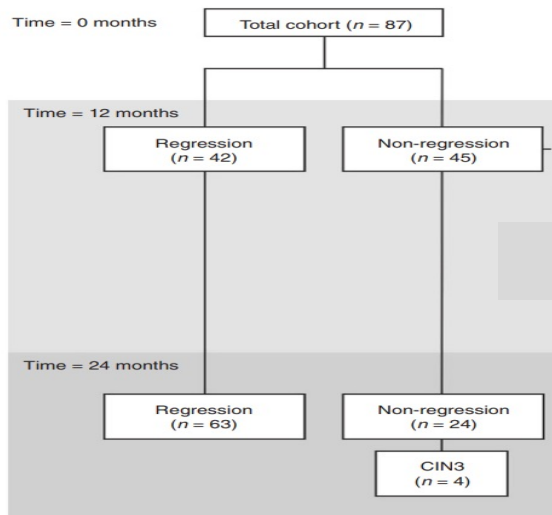 Time = 0 months
Total cohort (n = 87)
Time = 12 months
Regression
(n = 42)
Non-regression
(n = 45)
Time = 24 months
Regression
(n = 63)
Non-regression
(n = 24)
CIN3
(n = 4)